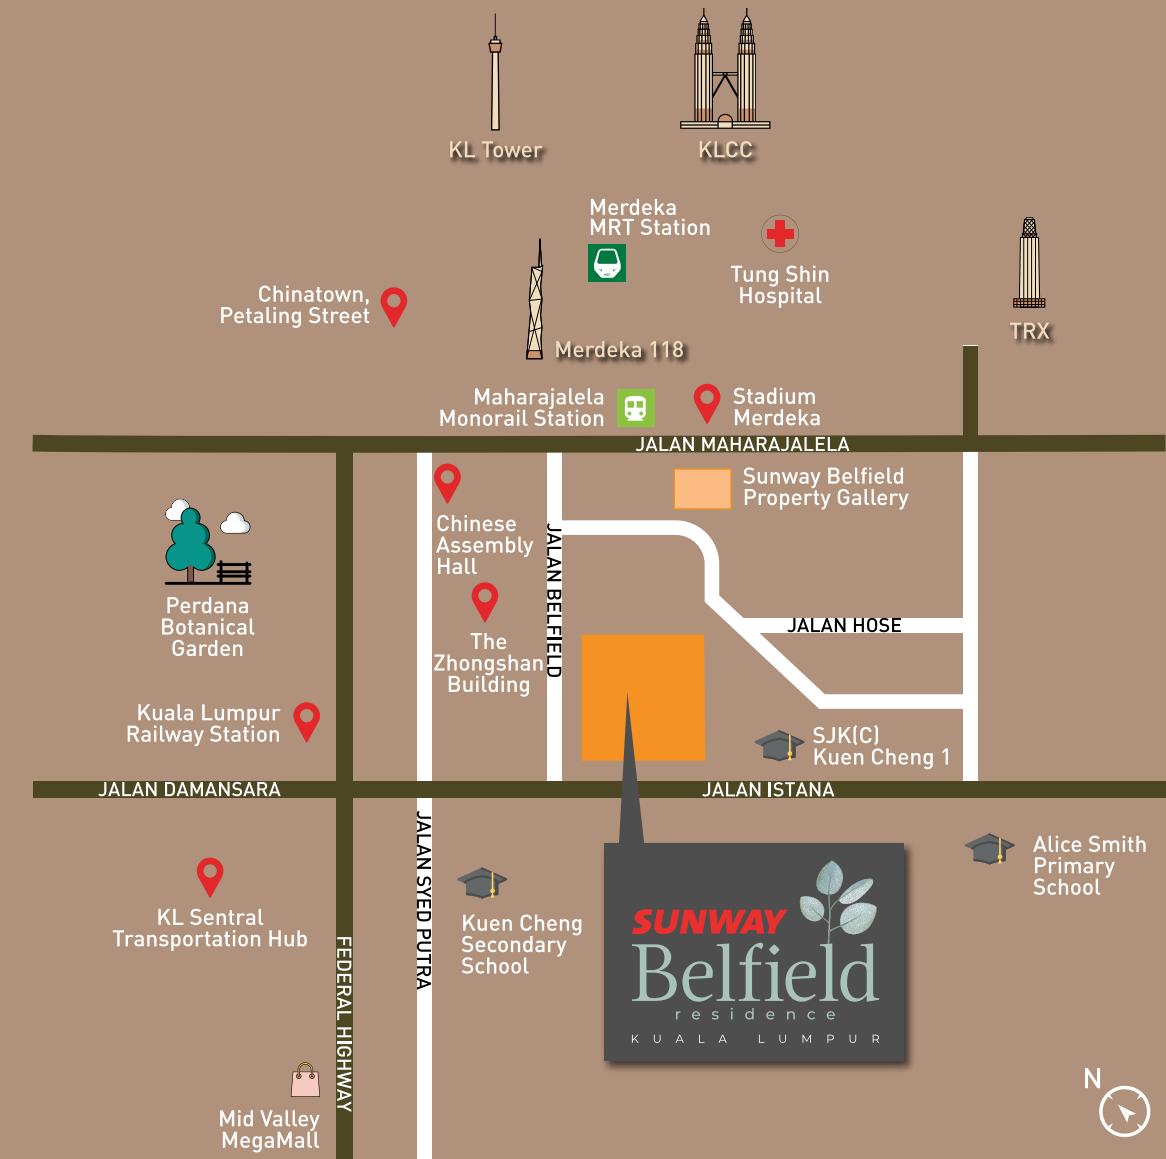 KL Tower
KLCC
Merdeka
MRT Station
Tung Shin
Hospital
Chinatown,
Petaling Street
TRX
Merdeka 118
Maharajalela
Monorail Station
Stadium
Merdeka
JALAN MAHARAJALELA
Sunway Belfield
Property Gallery
Chinese
Assembly
Hall
JALAN BELFIELD
Perdana
Botanical
Garden
JALAN HOSE
The
Zhongshan
Building
Kuala Lumpur
Railway Station
SJK(C)
Kuen Cheng 1
JALAN DAMANSARA
JALAN ISTANA
JALAN SYED PUTRA
Alice Smith
Primary
School
KL Sentral
Transportation Hub
Kuen Cheng
Secondary
School
SUNWAY
Belfield
residence
KUALA LUMPUR
FEDERAL HIGHWAY
Mid Valley
MegaMall
N